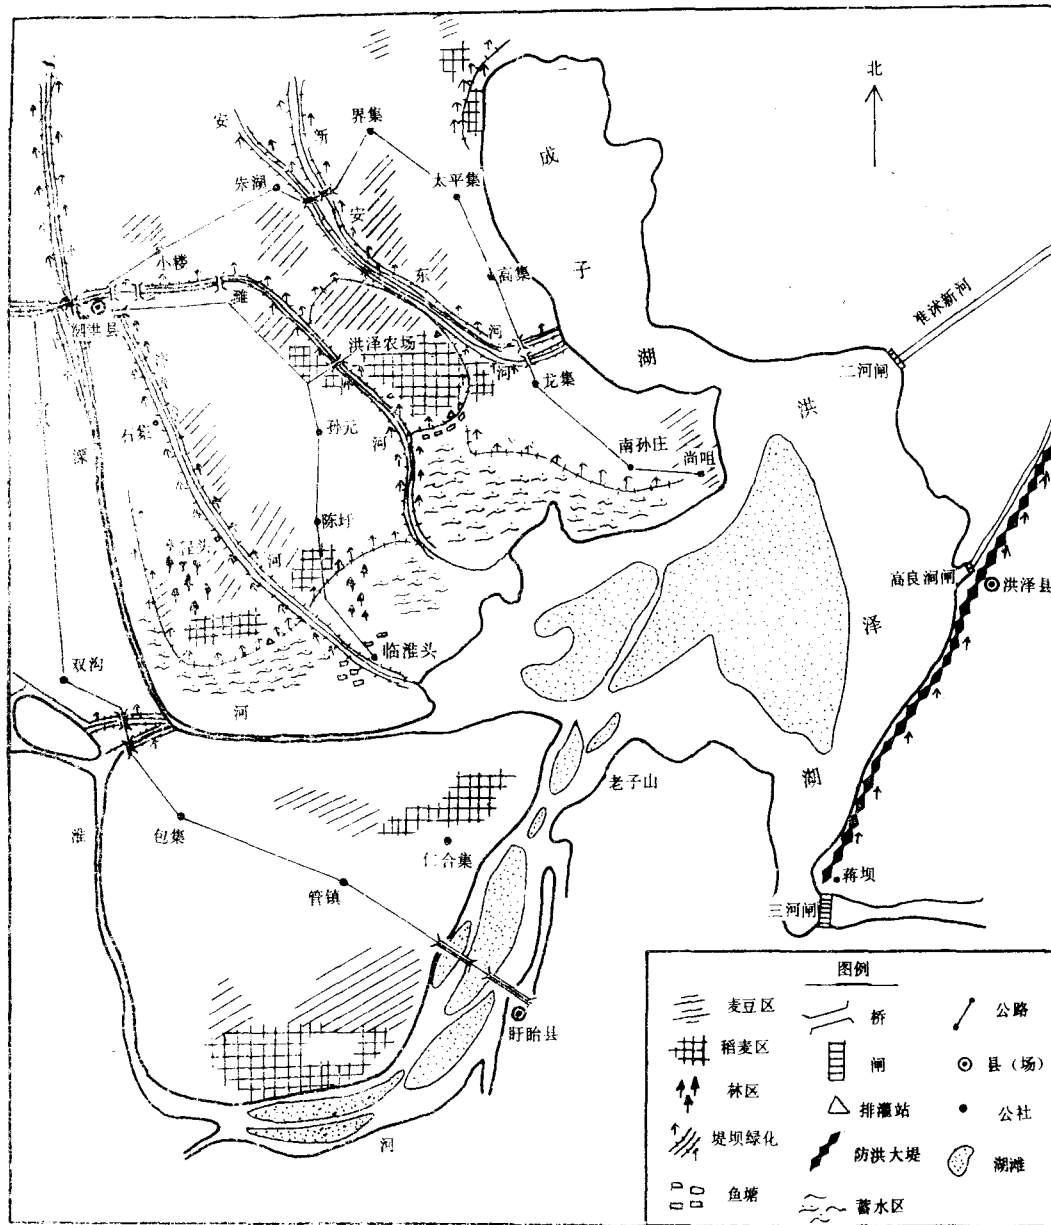 北
界集
安
新
成
朱湖
太平集
安
子
小楼
东
高集
淮沭新河
濉
泗洪县
河
湖
二河闸
洪泽农场
河
龙集
洪
石集
孙元
河
深
南孙庄
尚咀
陈圩
河
高良涧闸
洪泽县
泽
双沟
临淮头
河
湖
老子山
淮
包集
仁合集
管镇
蒋坝
三河闸
盱眙县
河
图例
麦豆区
桥
公路
稻麦区
闸
县（场）
林区
排灌站
公社
堤坝绿化
防洪大堤
湖滩
鱼塘
蓄水区